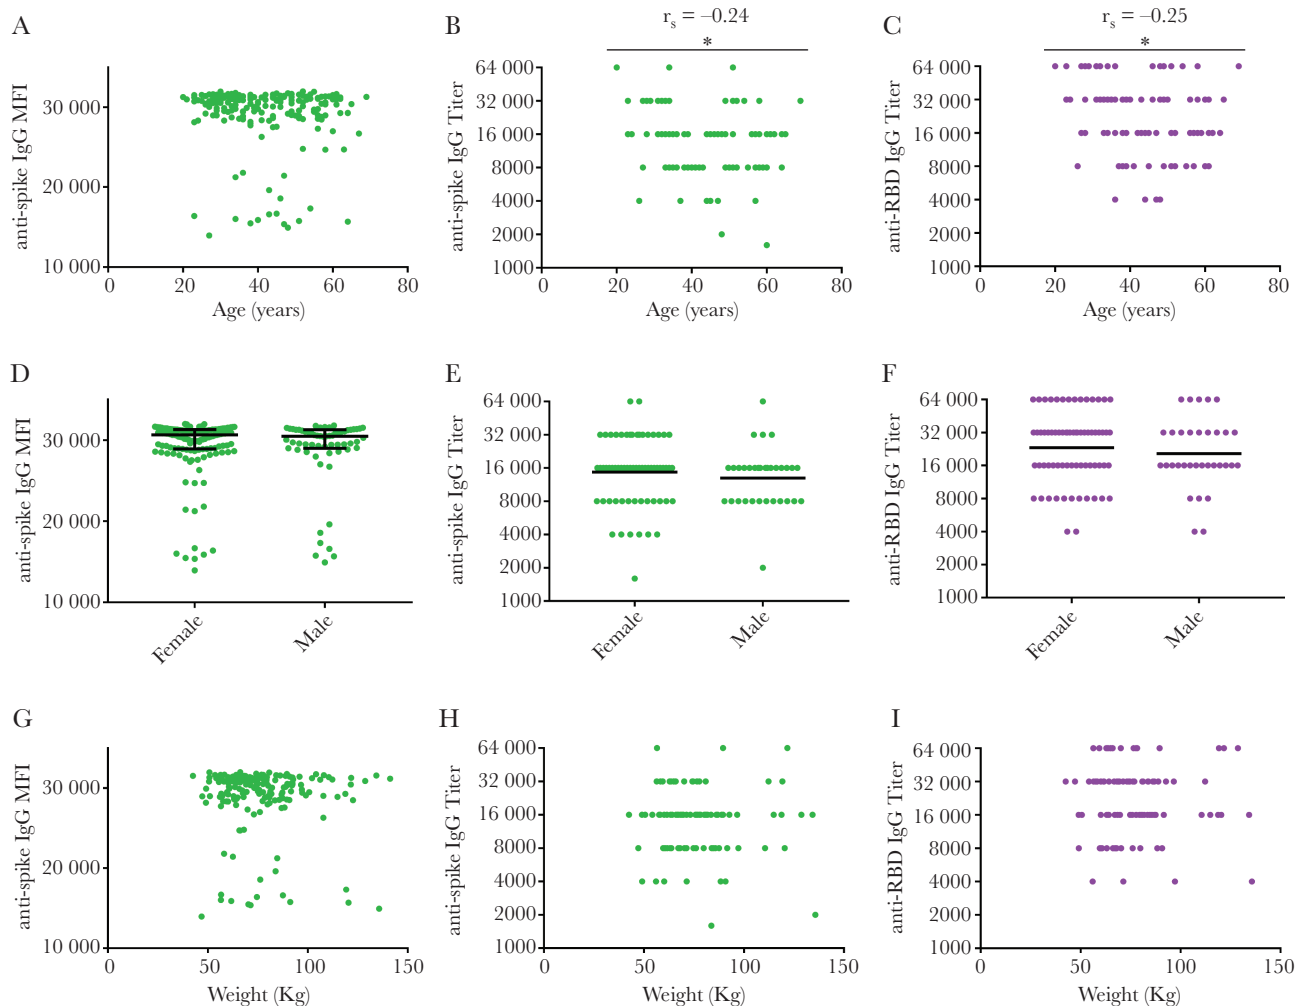 A
anti-spike IgG MFI
30 000
20 000
10 000
0
20
40
60
80
Age (years)
B
r_s = –0.24
*
anti-spike IgG Titer
64 000
32 000
16 000
8000
4000
2000
1000
0
20
40
60
80
Age (years)
C
r_s = –0.25
*
anti-RBD IgG Titer
64 000
32 000
16 000
8000
4000
2000
1000
0
20
40
60
80
Age (years)
D
anti-spike IgG MFI
30 000
20 000
10 000
Female
Male
E
anti-spike IgG Titer
64 000
32 000
16 000
8000
4000
2000
1000
Female
Male
F
anti-RBD IgG Titer
64 000
32 000
16 000
8000
4000
2000
1000
Female
Male
G
anti-spike IgG MFI
30 000
20 000
10 000
0
50
100
150
Weight (Kg)
H
anti-spike IgG Titer
64 000
32 000
16 000
8000
4000
2000
1000
0
50
100
150
Weight (Kg)
I
anti-RBD IgG Titer
64 000
32 000
16 000
8000
4000
2000
1000
0
50
100
150
Weight (Kg)